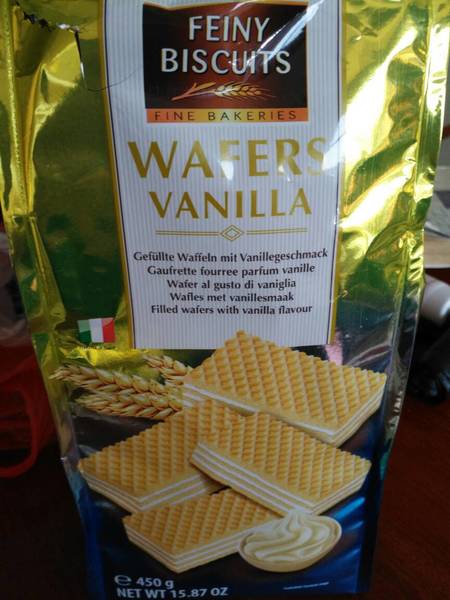 FEINY
BISCUITS
FINE BAKERIES
WAFERS
VANILLA
Gefüllte Waffeln mit Vanillegeschmack
Gaufrette fourree parfum vanille
Wafer al gusto di vaniglia
Wafles met vanillesmaak
Filled wafers with vanilla flavour
℮ 450 g
NET WT 15.87 OZ